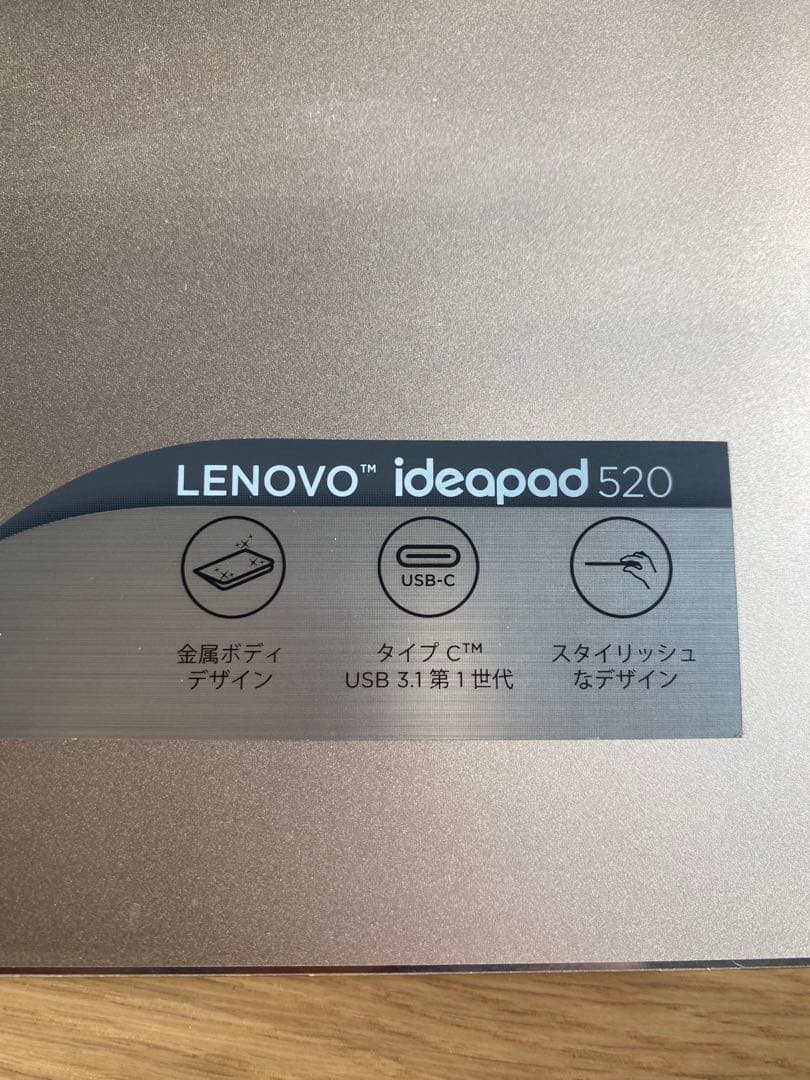 LENOVO™ ideapad 520
USB-C
金属ボディ
デザイン
タイプ C™
USB 3.1 第1世代
スタイリッシュ
なデザイン